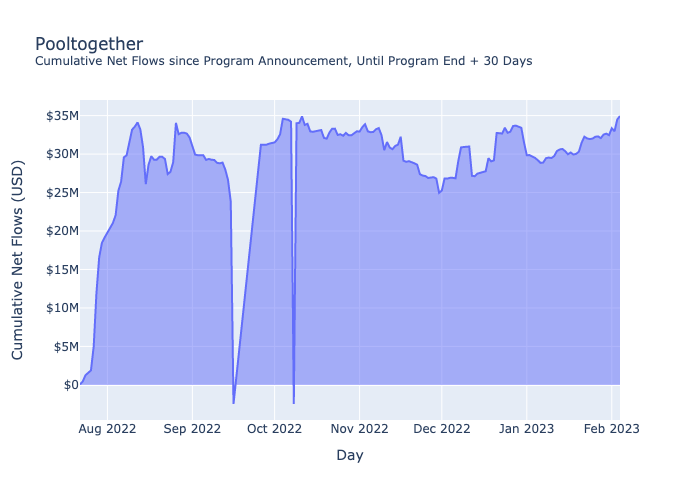 Pooltogether
Cumulative Net Flows since Program Announcement, Until Program End + 30 Days
Cumulative Net Flows (USD)
$35M
$30M
$25M
$20M
$15M
$10M
$5M
$0
Aug 2022 Sep 2022 Oct 2022 Nov 2022 Dec 2022 Jan 2023 Feb 2023
Day